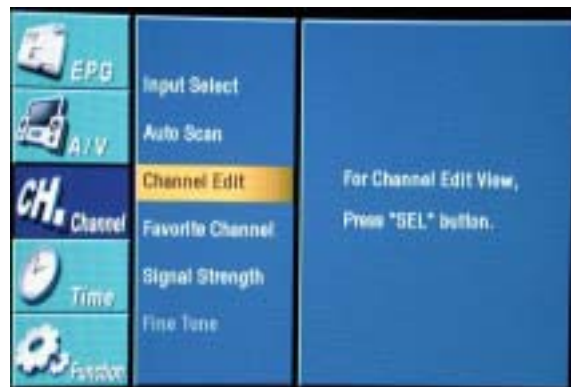 EPG
A/V
CH. Channel
Time
Function
Input Select
Auto Scan
Channel Edit
Favorite Channel
Signal Strength
Fine Tune
For Channel Edit View,
Press "SEL" button.